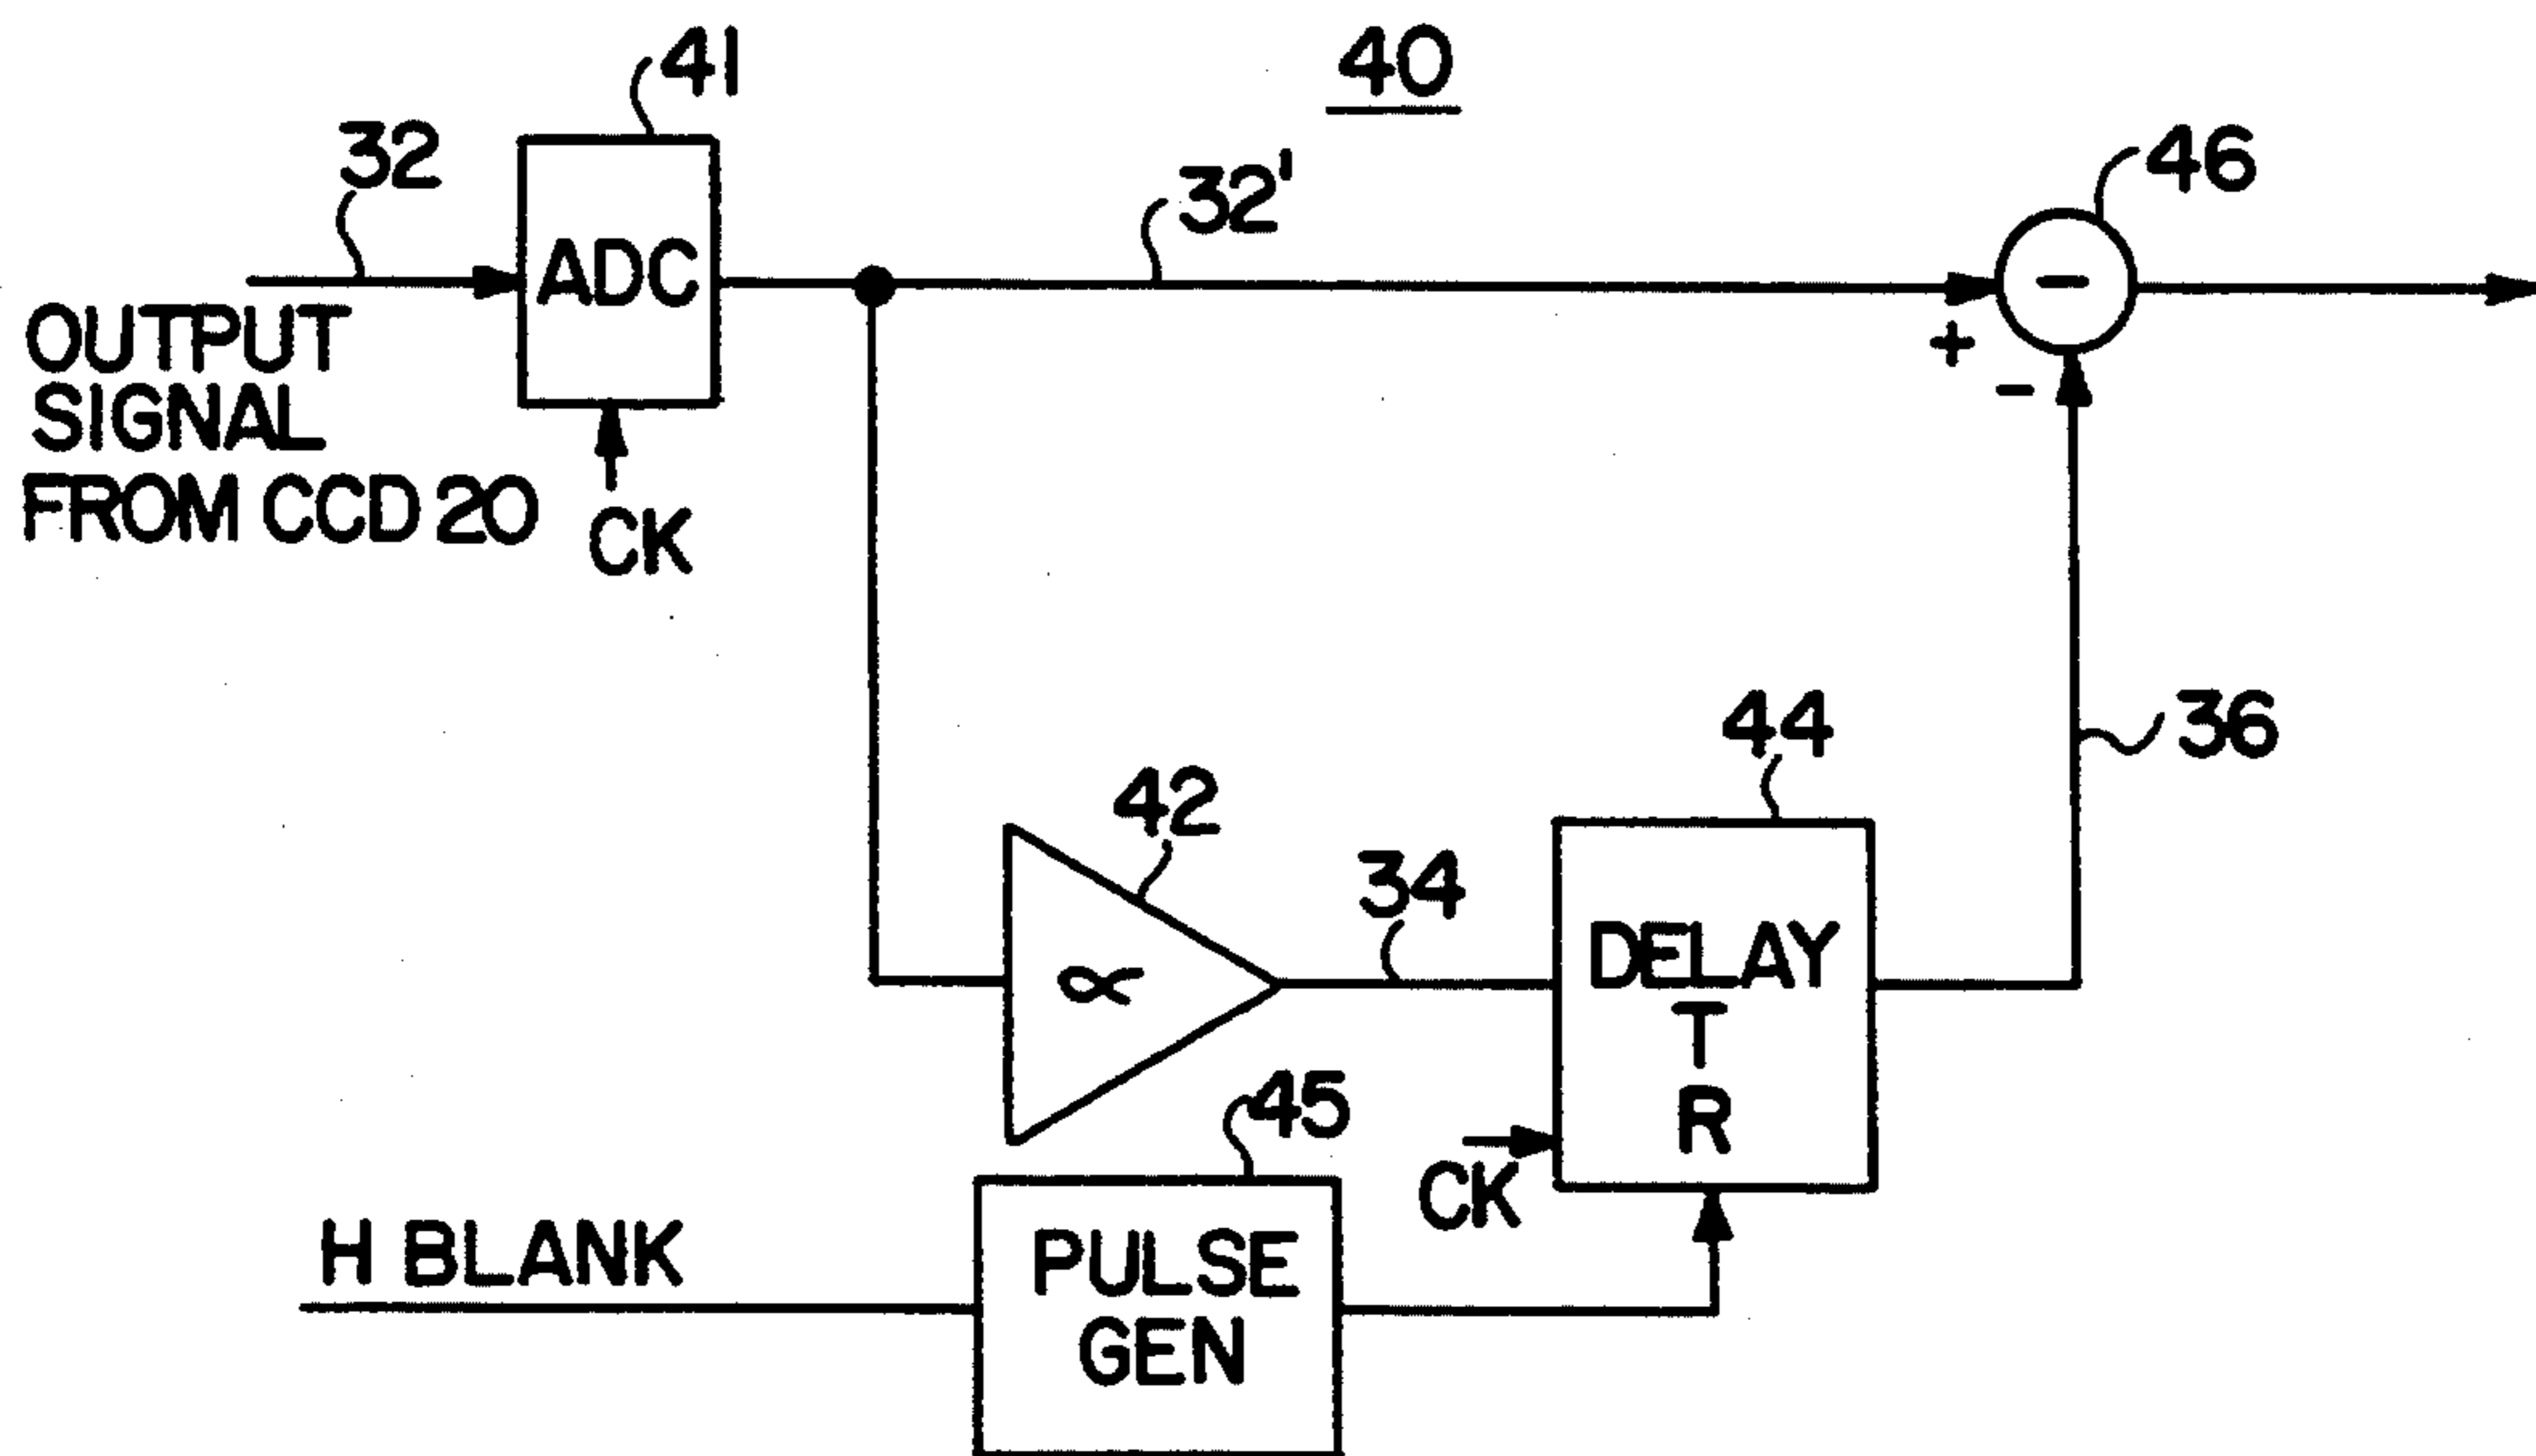 41
40
32
46
32'
ADC
-
+
-
OUTPUT
SIGNAL
FROM CCD 20
CK
44
36
42
34
DELAY
T
R
∝
45
CK
H BLANK
PULSE
GEN